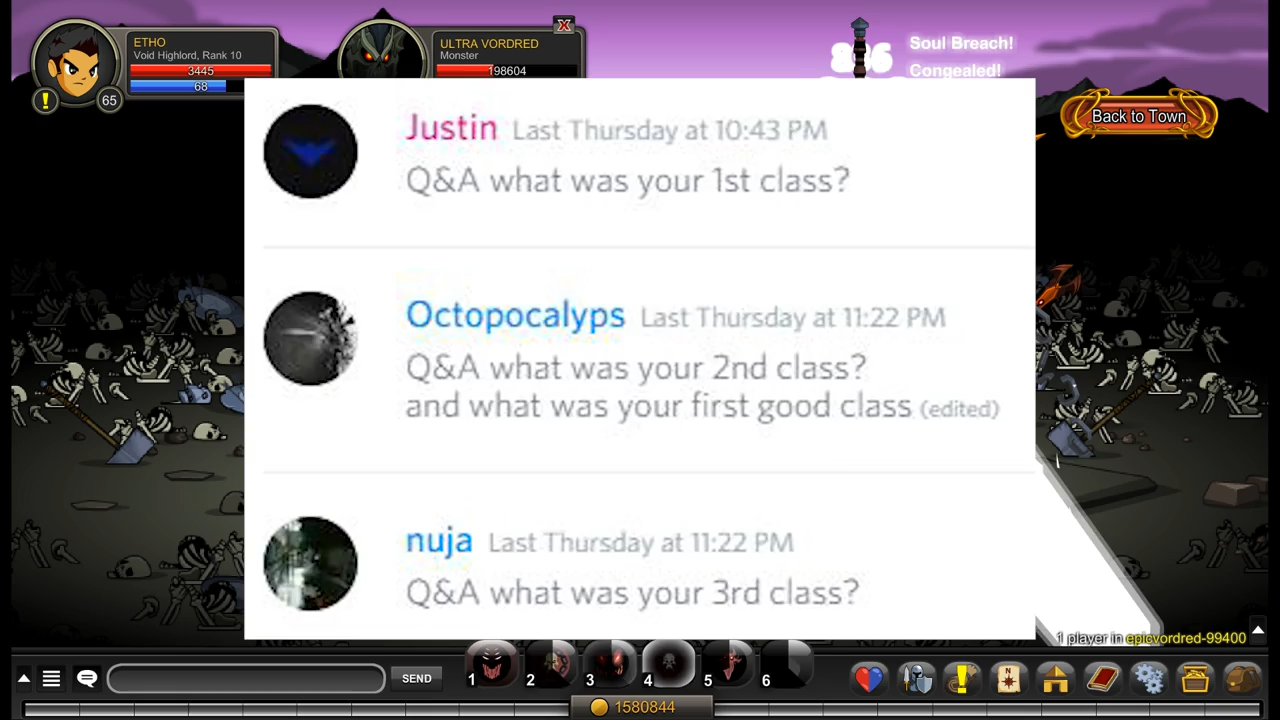 ETHO
Void Highlord, Rank 10
3445
68
65
ULTRA VORDRED
Monster
198604
X
Soul Breach!
Congealed!
Back to Town
Justin Last Thursday at 10:43 PM
Q&A what was your 1st class?
Octopocalyps Last Thursday at 11:22 PM
Q&A what was your 2nd class?
and what was your first good class (edited)
nuja Last Thursday at 11:22 PM
Q&A what was your 3rd class?
1 player in epicvordred-99400
SEND
1 2 3 4 5 6
1580844